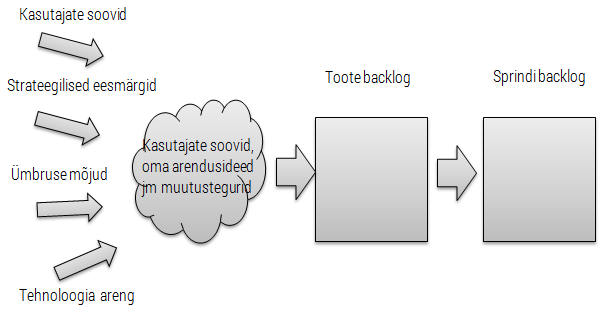 Kasutajate soovid
Strateegilised eesmärgid
Ümbruse mõjud
Tehnoloogia areng
Kasutajate soovid,
oma arendusideed
jm muutustegurid
Toote backlog
Sprindi backlog